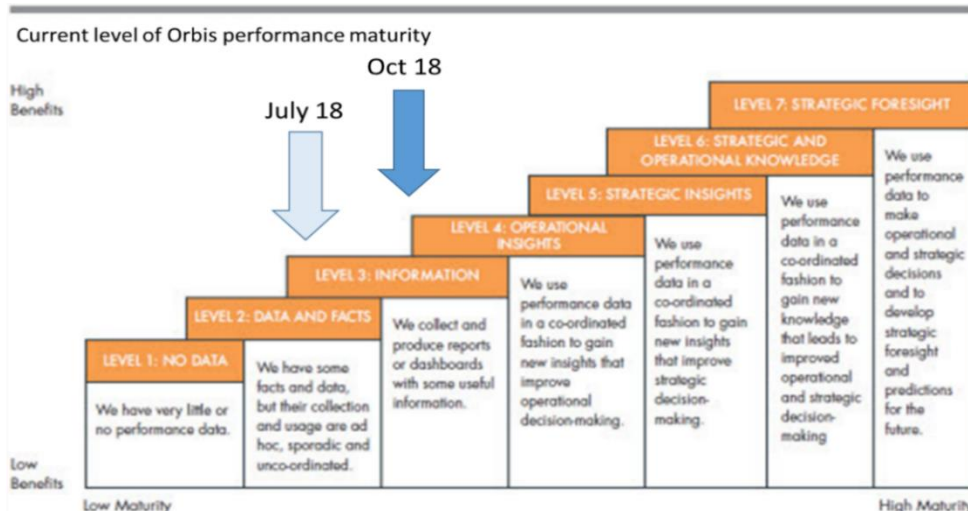 Current level of Orbis performance maturity
Oct 18
July 18
High
Benefits
LEVEL 7: STRATEGIC FORESIGHT
We use
performance
data to
make
operational
and strategic
decisions
and to
develop
strategic
foresight
and
predictions
for the
future.
LEVEL 6: STRATEGIC AND
OPERATIONAL KNOWLEDGE
We use
performance
data in a
co-ordinated
fashion to
gain new
knowledge
that leads to
improved
operational
and strategic
decision-
making
LEVEL 5: STRATEGIC INSIGHTS
We use
performance
data in a
co-ordinated
fashion to gain
new insights
that improve
strategic
decision-
making.
LEVEL 4: OPERATIONAL
INSIGHTS
We use
performance data
in a co-ordinated
fashion to gain
new insights that
improve
operational
decision-making.
LEVEL 3: INFORMATION
We collect and
produce reports
or dashboards
with some useful
information.
LEVEL 2: DATA AND FACTS
We have some
facts and data,
but their collection
and usage are ad
hoc, sporadic and
unco-ordinated.
LEVEL 1: NO DATA
We have very little or
no performance data.
Low
Benefits
Low Maturity
High Maturity